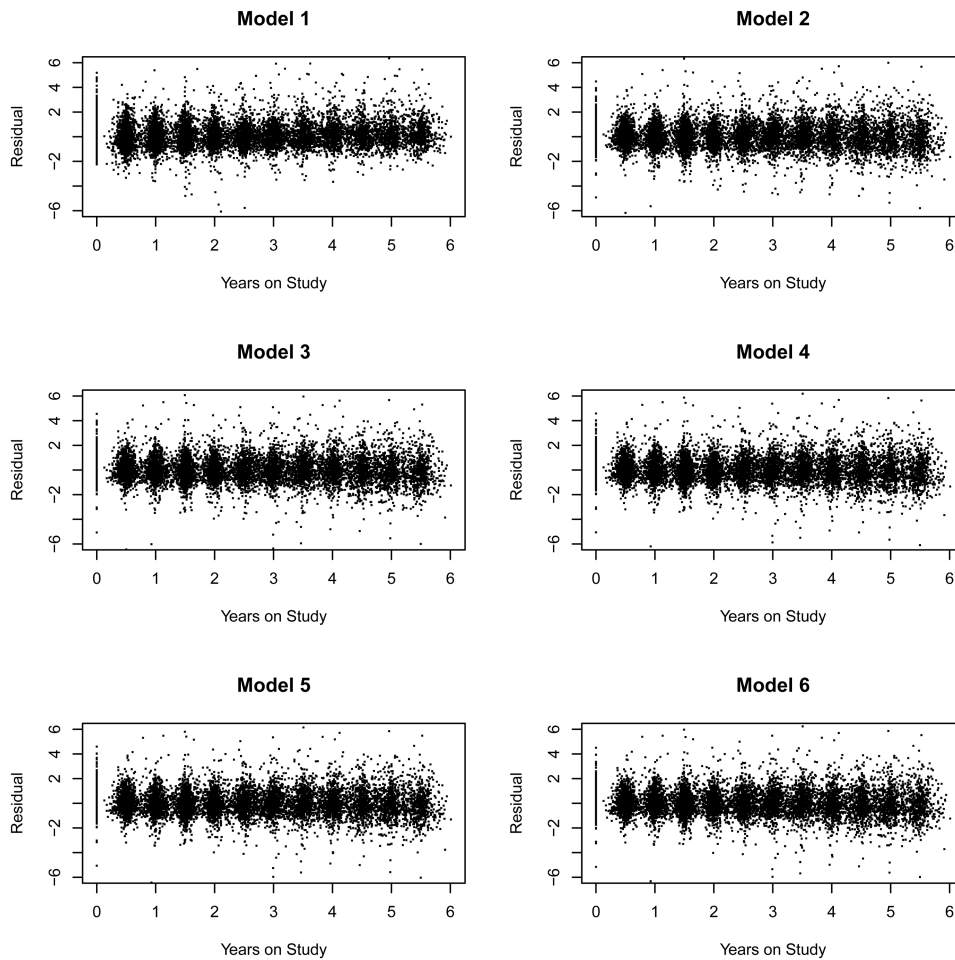 Model 1
Model 2
6
4
2
−2
−6
Residual
0 1 2 3 4 5 6
Years on Study
6
4
2
−2
−6
Residual
0 1 2 3 4 5 6
Years on Study
Model 3
Model 4
6
4
2
−2
−6
Residual
0 1 2 3 4 5 6
Years on Study
6
4
2
−2
−6
Residual
0 1 2 3 4 5 6
Years on Study
Model 5
Model 6
6
4
2
−2
−6
Residual
0 1 2 3 4 5 6
Years on Study
6
4
2
−2
−6
Residual
0 1 2 3 4 5 6
Years on Study